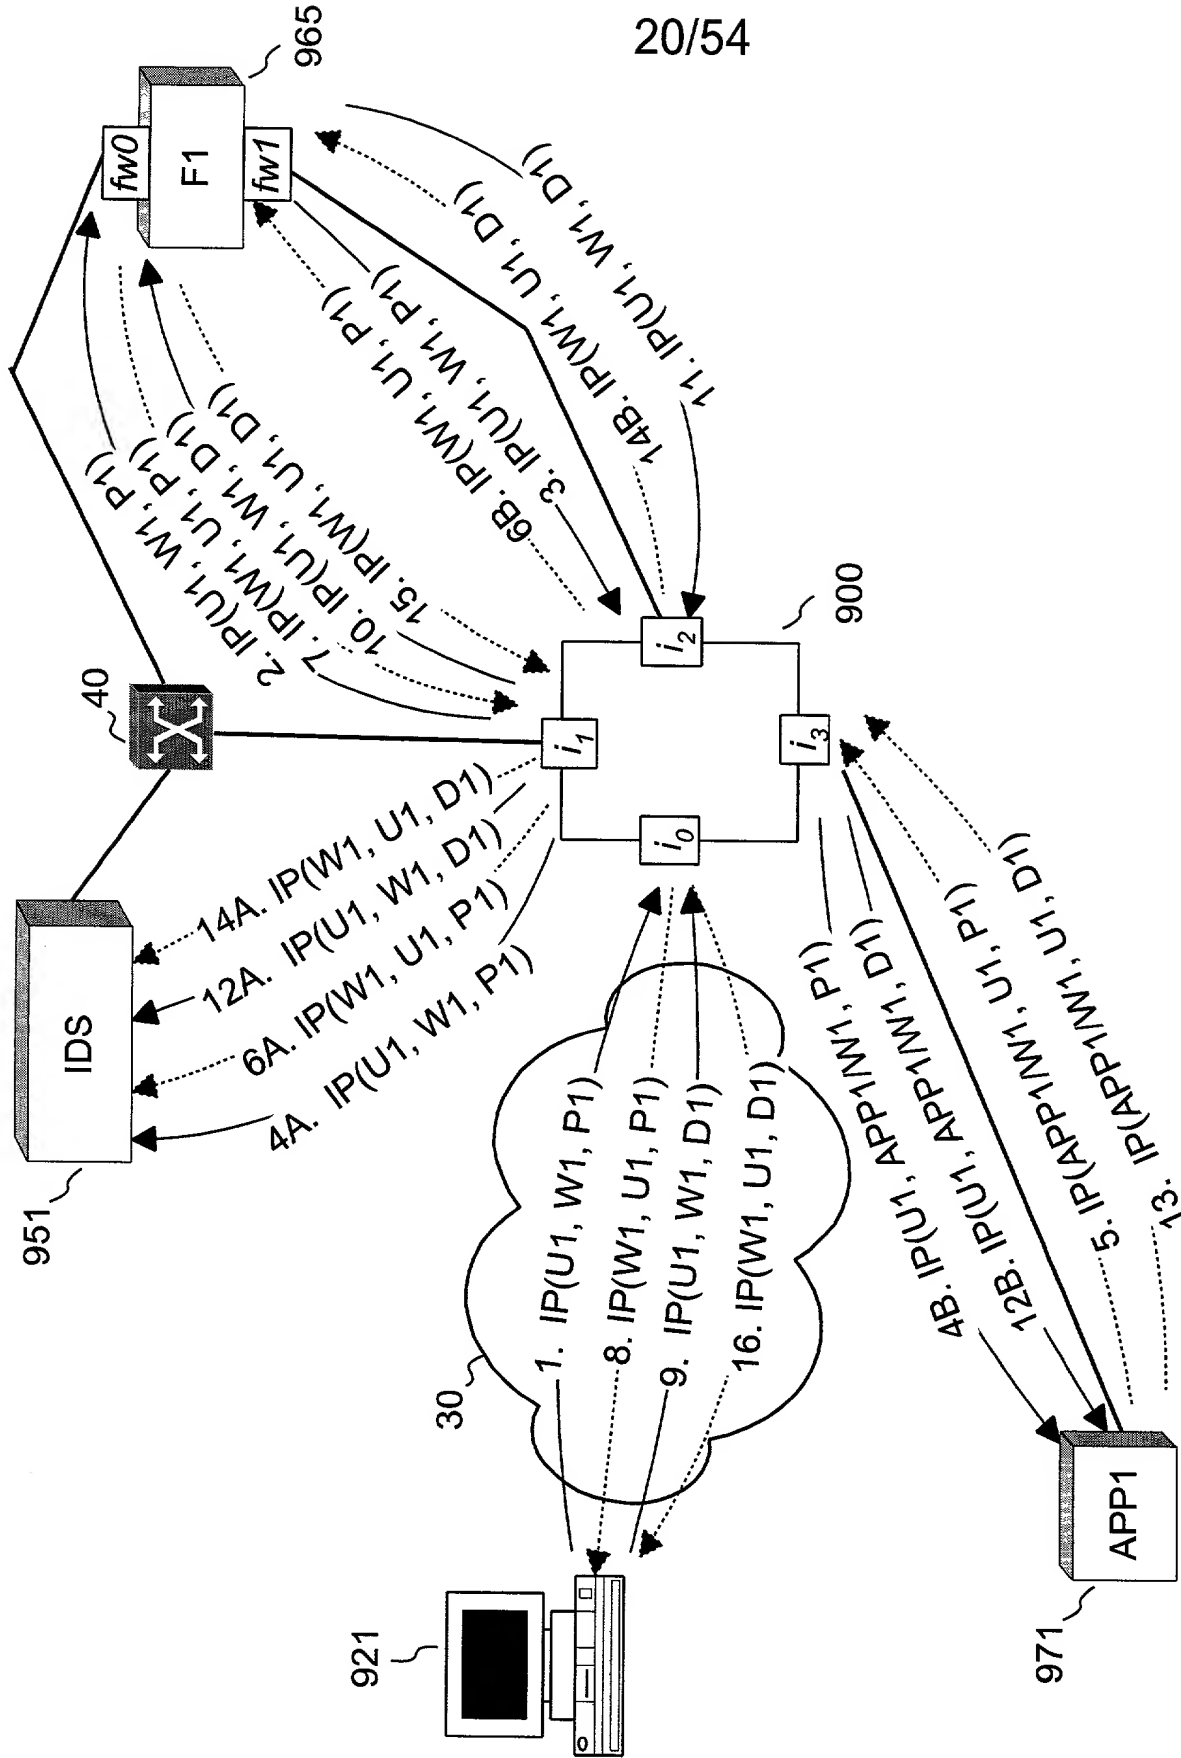 20/54
951
IDS
40
fw0
F1
fw1
965
14A. IP(W1, U1, D1)
12A. IP(U1, W1, D1)
6A. IP(W1, U1, P1)
4A. IP(U1, W1, P1)
2. IP(U1, W1, P1)
7. IP(W1, U1, P1)
10. IP(U1, W1, D1)
15. IP(W1, U1, D1)
6B. IP(W1, U1, P1)
3. IP(U1, W1, P1)
14B. IP(W1, U1, D1)
11. IP(U1, W1, D1)
i1
i0
i2
i3
900
30
1. IP(U1, W1, P1)
8. IP(W1, U1, P1)
9. IP(U1, W1, D1)
16. IP(W1, U1, D1)
921
4B. IP(U1, APP1/W1, P1)
12B. IP(U1, APP1/W1, D1)
5. IP(APP1/W1, U1, P1)
13. IP(APP1/W1, U1, D1)
APP1
971